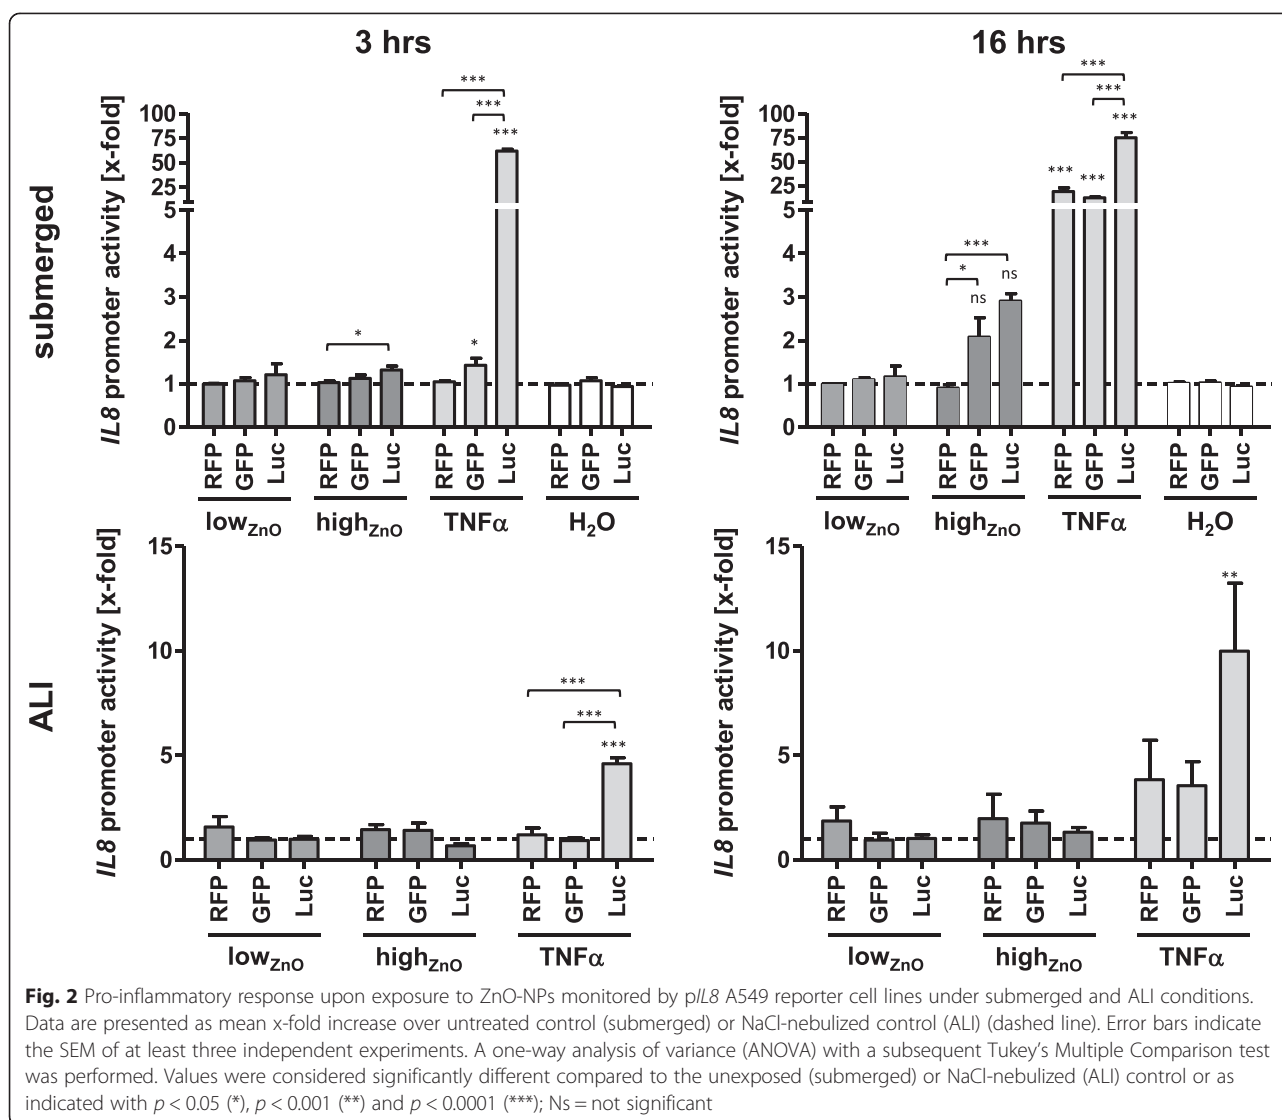 3 hrs
16 hrs
submerged
IL8 promoter activity [x-fold]
100
75
50
25
5
4
3
2
1
0
***
***
***
*
*
RFP GFP Luc RFP GFP Luc RFP GFP Luc RFP GFP Luc
lowZnO highZnO TNFα H2O
IL8 promoter activity [x-fold]
100
75
50
25
5
4
3
2
1
0
***
***
***
***
***
***
*
ns
ns
RFP GFP Luc RFP GFP Luc RFP GFP Luc RFP GFP Luc
lowZnO highZnO TNFα H2O
ALI
IL8 promoter activity [x-fold]
15
10
5
0
***
***
***
RFP GFP Luc RFP GFP Luc RFP GFP Luc
lowZnO highZnO TNFα
IL8 promoter activity [x-fold]
15
10
5
0
**
RFP GFP Luc RFP GFP Luc RFP GFP Luc
lowZnO highZnO TNFα
Fig. 2 Pro-inflammatory response upon exposure to ZnO-NPs monitored by pIL8 A549 reporter cell lines under submerged and ALI conditions.
Data are presented as mean x-fold increase over untreated control (submerged) or NaCl-nebulized control (ALI) (dashed line). Error bars indicate
the SEM of at least three independent experiments. A one-way analysis of variance (ANOVA) with a subsequent Tukey's Multiple Comparison test
was performed. Values were considered significantly different compared to the unexposed (submerged) or NaCl-nebulized (ALI) control or as
indicated with p < 0.05 (*), p < 0.001 (**) and p < 0.0001 (***); Ns = not significant